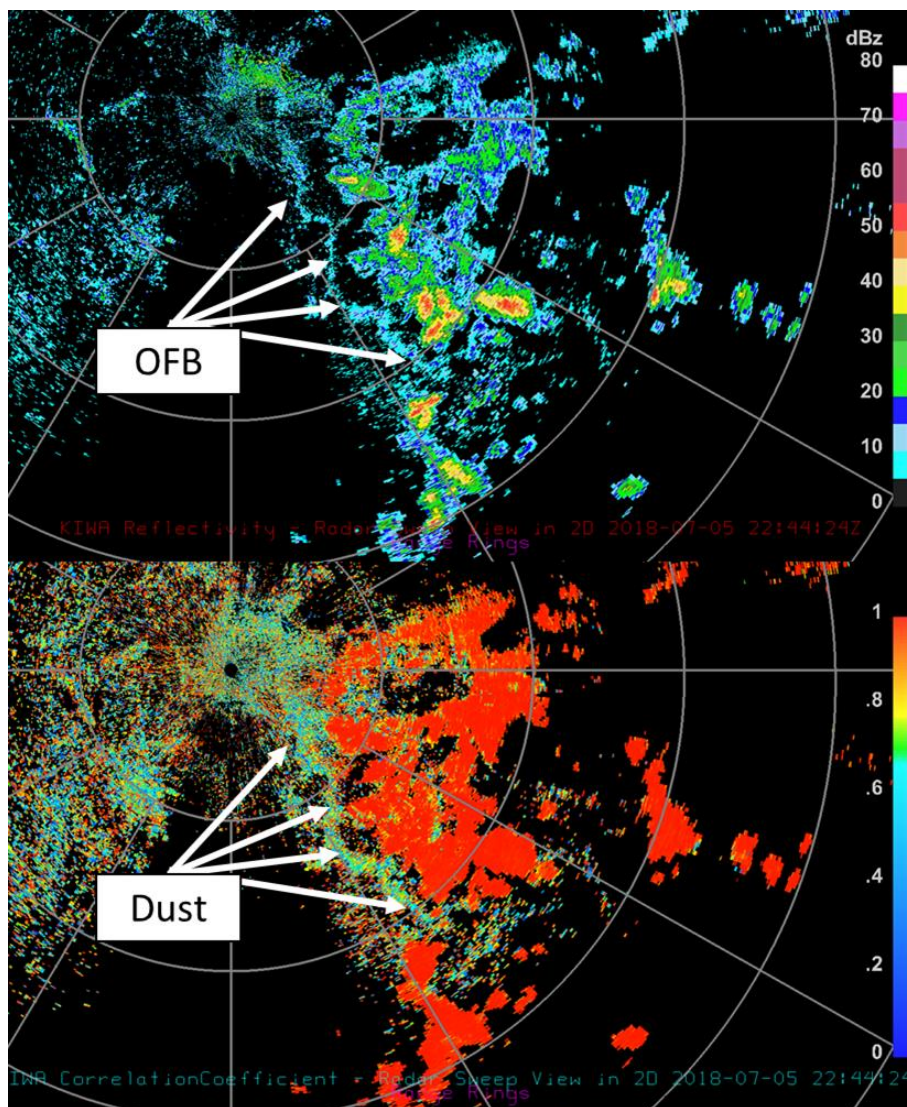 dBz
80
70
60
50
40
30
20
10
0
OFB
KIWA Reflectivity - Radar Sweep View in 2D 2018-07-05 22:44:24Z
Range Rings
1
.8
.6
.4
.2
0
Dust
IWA CorrelationCoefficient - Radar Sweep View in 2D 2018-07-05 22:44:24
Range Rings